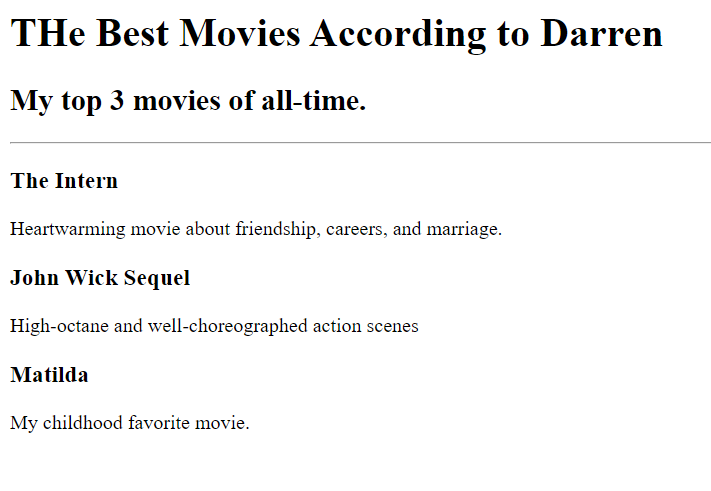 THe Best Movies According to Darren
My top 3 movies of all-time.
The Intern
Heartwarming movie about friendship, careers, and marriage.
John Wick Sequel
High-octane and well-choreographed action scenes
Matilda
My childhood favorite movie.